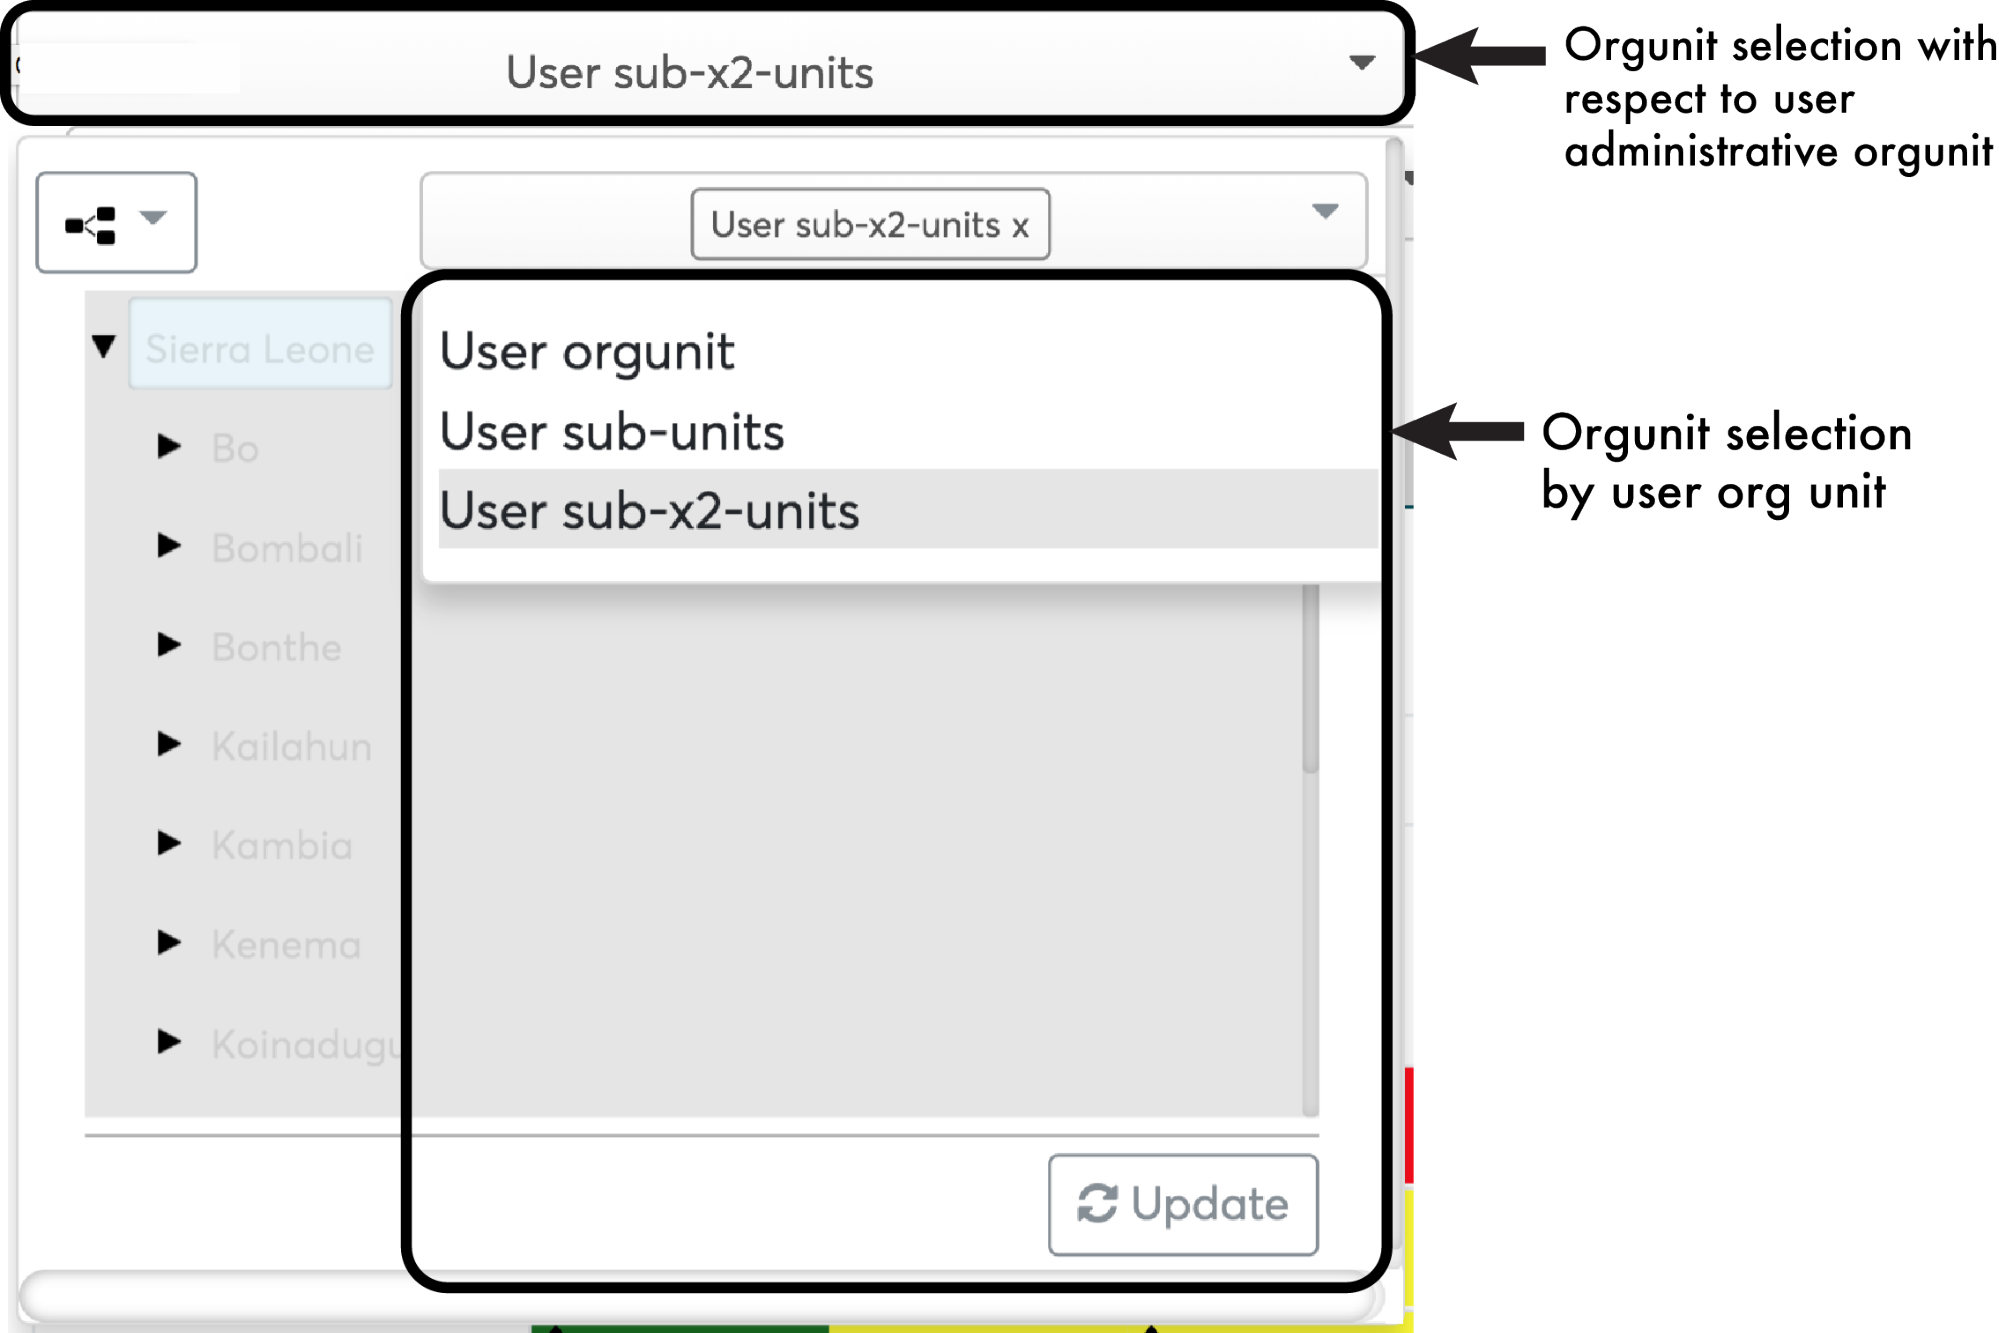 User sub-x2-units
Orgunit selection with
respect to user
administrative orgunit
User sub-x2-units x
Sierra Leone
Bo
Bombali
Bonthe
Kailahun
Kambia
Kenema
Koinadugu
User orgunit
User sub-units
User sub-x2-units
Orgunit selection
by user org unit
Update